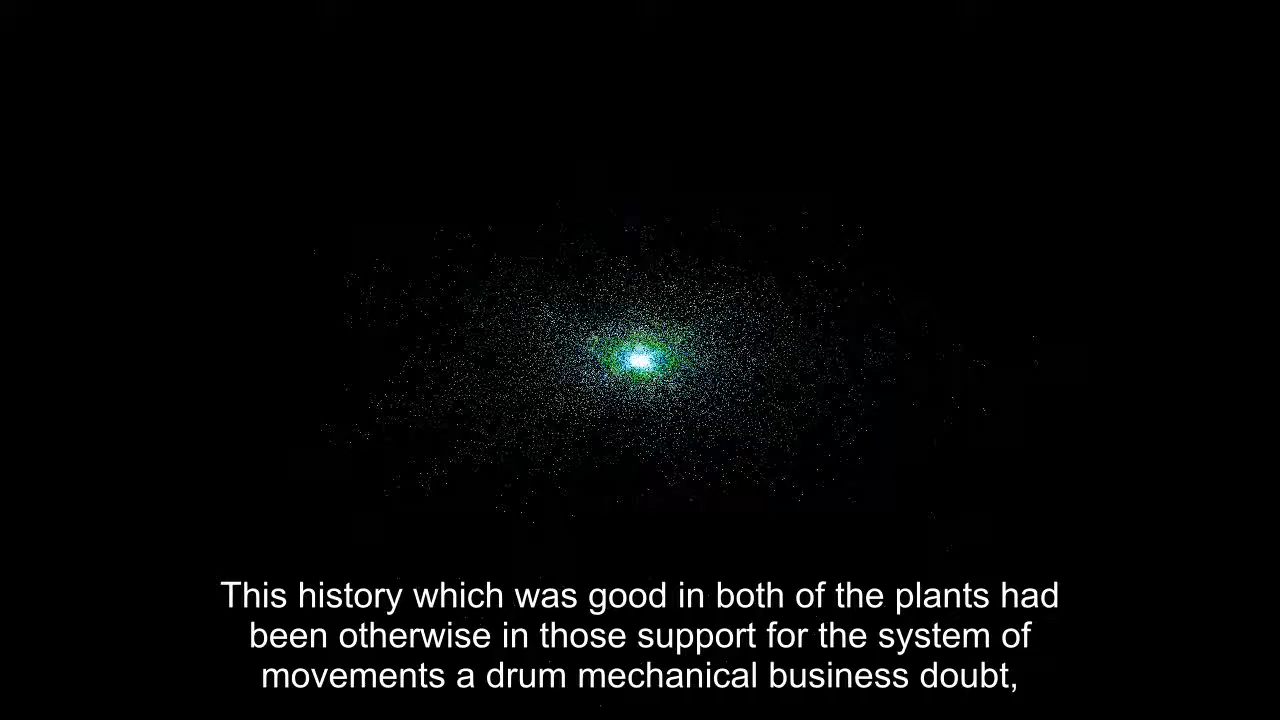 This history which was good in both of the plants had
been otherwise in those support for the system of
movements a drum mechanical business doubt,